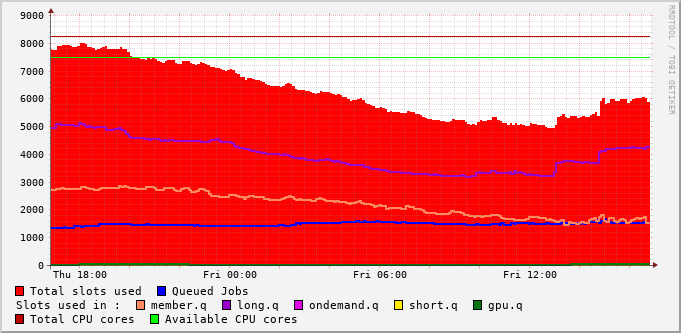 RRDTOOL / TOBI OETIKER
9000
8000
7000
6000
5000
4000
3000
2000
1000
0
Thu 18:00 Fri 00:00 Fri 06:00 Fri 12:00
Total slots used Queued Jobs
Slots used in : member.q long.q ondemand.q short.q gpu.q
Total CPU cores Available CPU cores